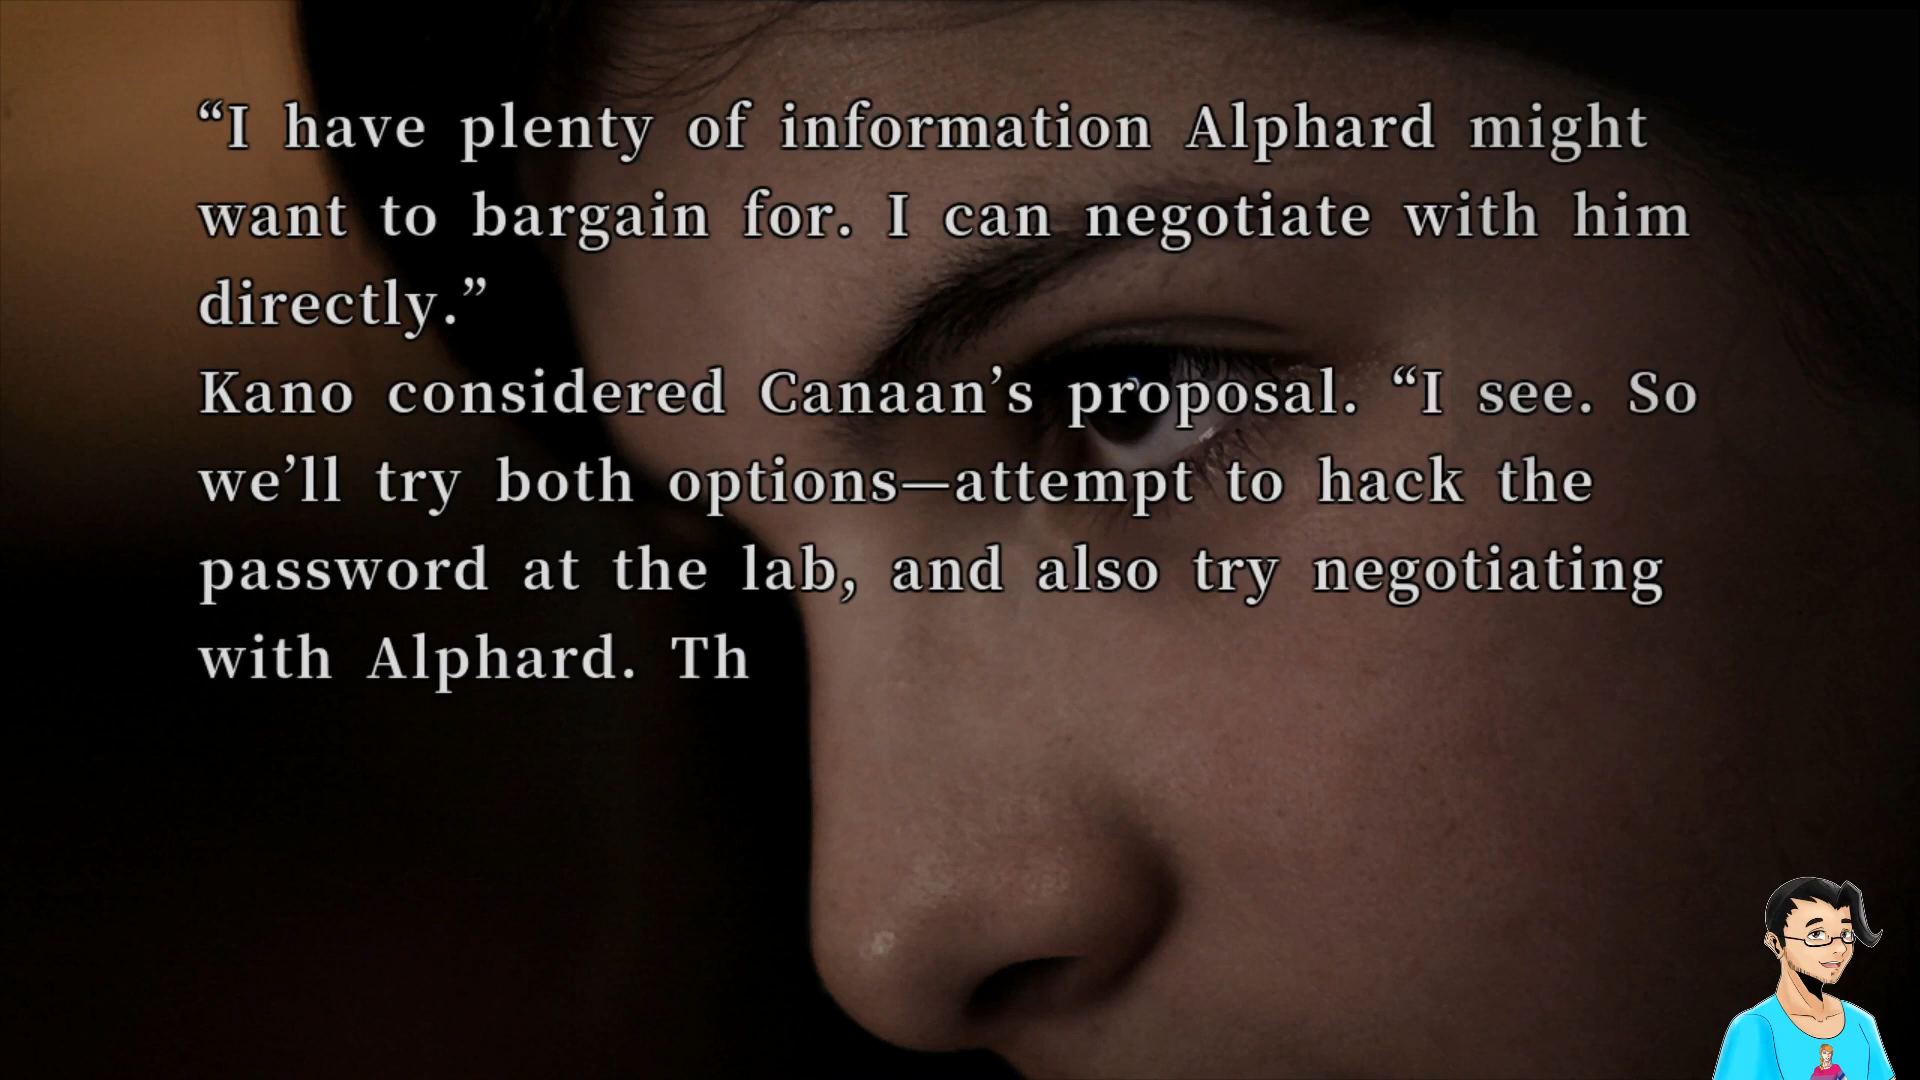 “I have plenty of information Alphard might
want to bargain for. I can negotiate with him
directly.”
Kano considered Canaan’s proposal. “I see. So
we’ll try both options—attempt to hack the
password at the lab, and also try negotiating
with Alphard. Th